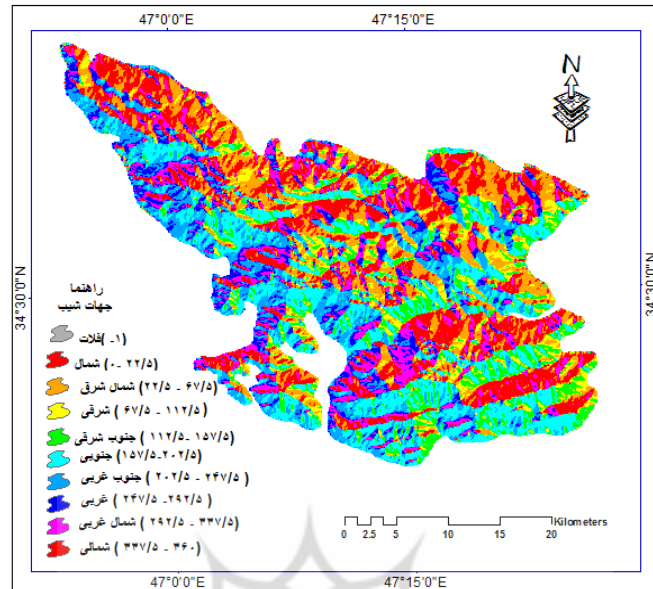 47°0'0"E 47°15'0"E
N
34°30'0"N 34°30'0"N
راهنما
جهات شیب
فلات (۱-)
شمال (۰- ۲۲/۵)
شمال شرق (۲۲/۵ - ۶۷/۵)
شرقی (۶۷/۵ - ۱۱۲/۵)
جنوب شرقی (۱۱۲/۵ -۱۵۷/۵)
جنوبی (۱۵۷/۵-۲۰۲/۵)
جنوب غربی (۲۰۲/۵ - ۲۴۷/۵)
غربی (۲۴۷/۵ -۲۹۲/۵)
شمال غربی (۲۹۲/۵ - ۳۳۷/۵)
شمالی (۳۳۷/۵ - ۳۶۰)
Kilometers
0 2.5 5 10 15 20
47°0'0"E 47°15'0"E